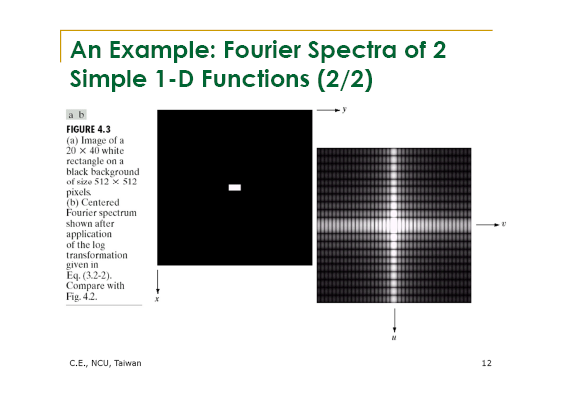 An Example: Fourier Spectra of 2
Simple 1-D Functions (2/2)
a b
FIGURE 4.3
(a) Image of a
20 × 40 white
rectangle on a
black background
of size 512 × 512
pixels.
(b) Centered
Fourier spectrum
shown after
application
of the log
transformation
given in
Eq. (3.2-2).
Compare with
Fig. 4.2.
y
x
v
u
C.E., NCU, Taiwan
12